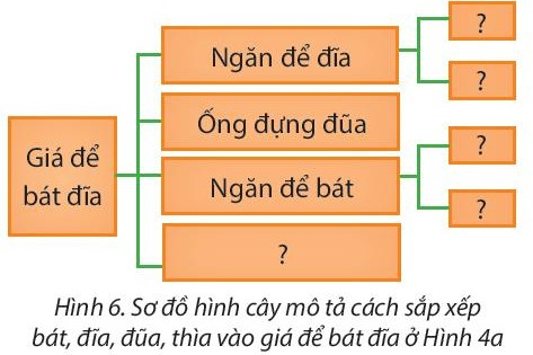 Giá để
bát đĩa
Ngăn để đĩa
?
?
Ống đựng đũa
Ngăn để bát
?
?
?
Hình 6. Sơ đồ hình cây mô tả cách sắp xếp
bát, đĩa, đũa, thìa vào giá để bát đĩa ở Hình 4a